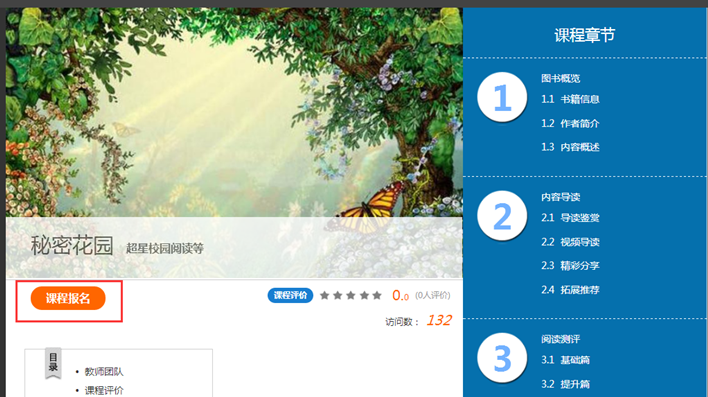 秘密花园 超星校园阅读等
课程报名
课程评价 0.0 (0人评价)
访问数： 132
目录
• 教师团队
• 课程评价
课程章节
1
图书概览
1.1 书籍信息
1.2 作者简介
1.3 内容概述
2
内容导读
2.1 导读鉴赏
2.2 视频导读
2.3 精彩分享
2.4 拓展推荐
3
阅读测评
3.1 基础篇
3.2 提升篇